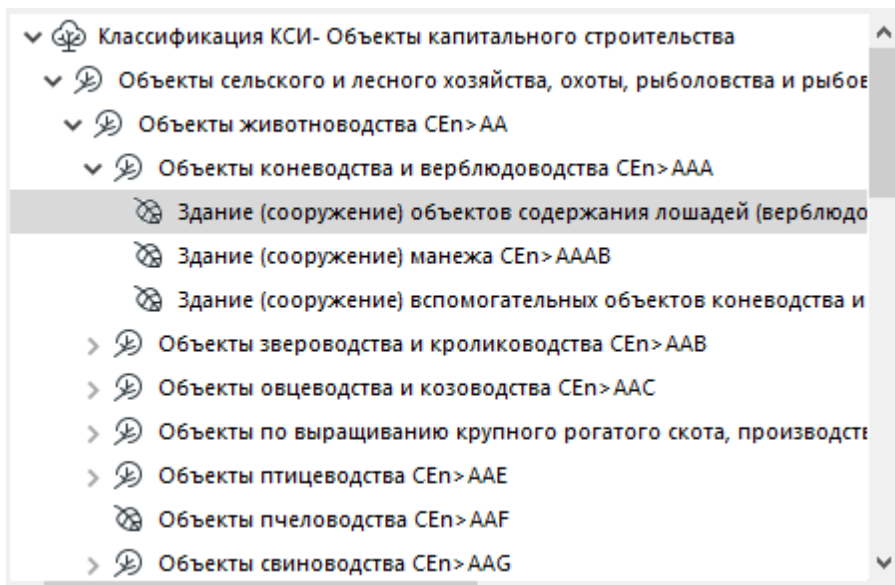 Классификация КСИ- Объекты капитального строительства
Объекты сельского и лесного хозяйства, охоты, рыболовства и рыбов
Объекты животноводства CEn>AA
Объекты коневодства и верблюдоводства CEn>AAA
Здание (сооружение) объектов содержания лошадей (верблюдо
Здание (сооружение) манежа CEn>AAAB
Здание (сооружение) вспомогательных объектов коневодства и
Объекты звероводства и кролиководства CEn>AAB
Объекты овцеводства и козоводства CEn>AAC
Объекты по выращиванию крупного рогатого скота, производств
Объекты птицеводства CEn>AAE
Объекты пчеловодства CEn>AAF
Объекты свиноводства CEn>AAG